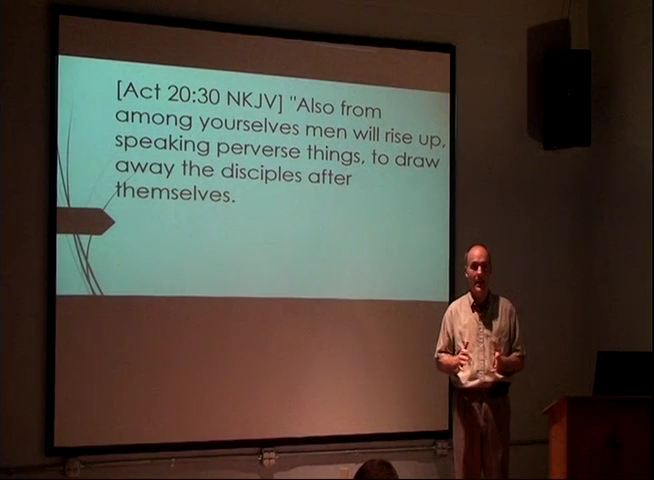 [Act 20:30 NKJV] "Also from
among yourselves men will rise up,
speaking perverse things, to draw
away the disciples after
themselves.